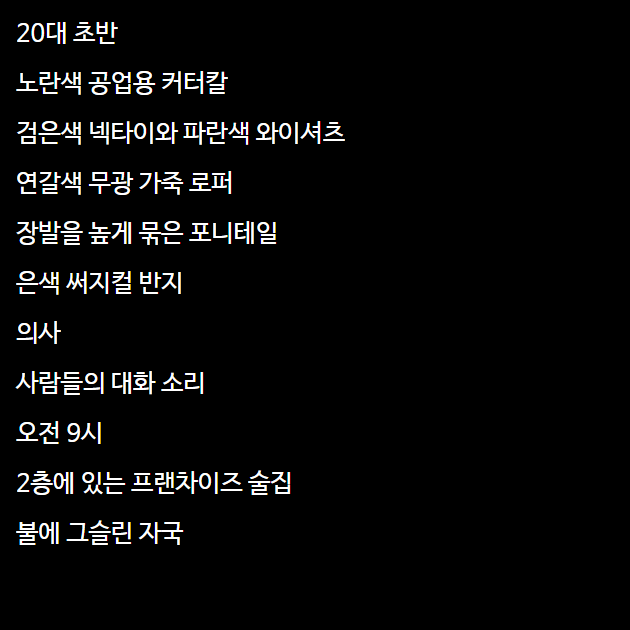 20대 초반
노란색 공업용 커터칼
검은색 넥타이와 파란색 와이셔츠
연갈색 무광 가죽 로퍼
장발을 높게 묶은 포니테일
은색 써지컬 반지
의사
사람들의 대화 소리
오전 9시
2층에 있는 프랜차이즈 술집
불에 그슬린 자국